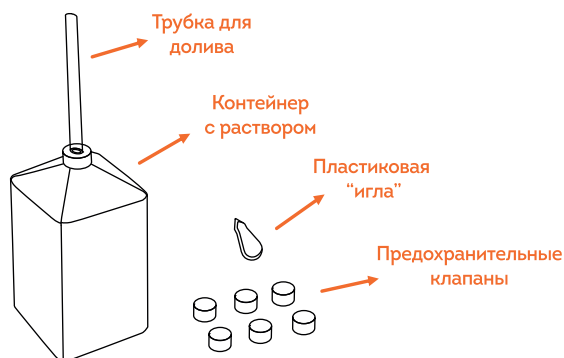 Трубка для
долива
Контейнер
с раствором
Пластиковая
“игла”
Предохранительные
клапаны